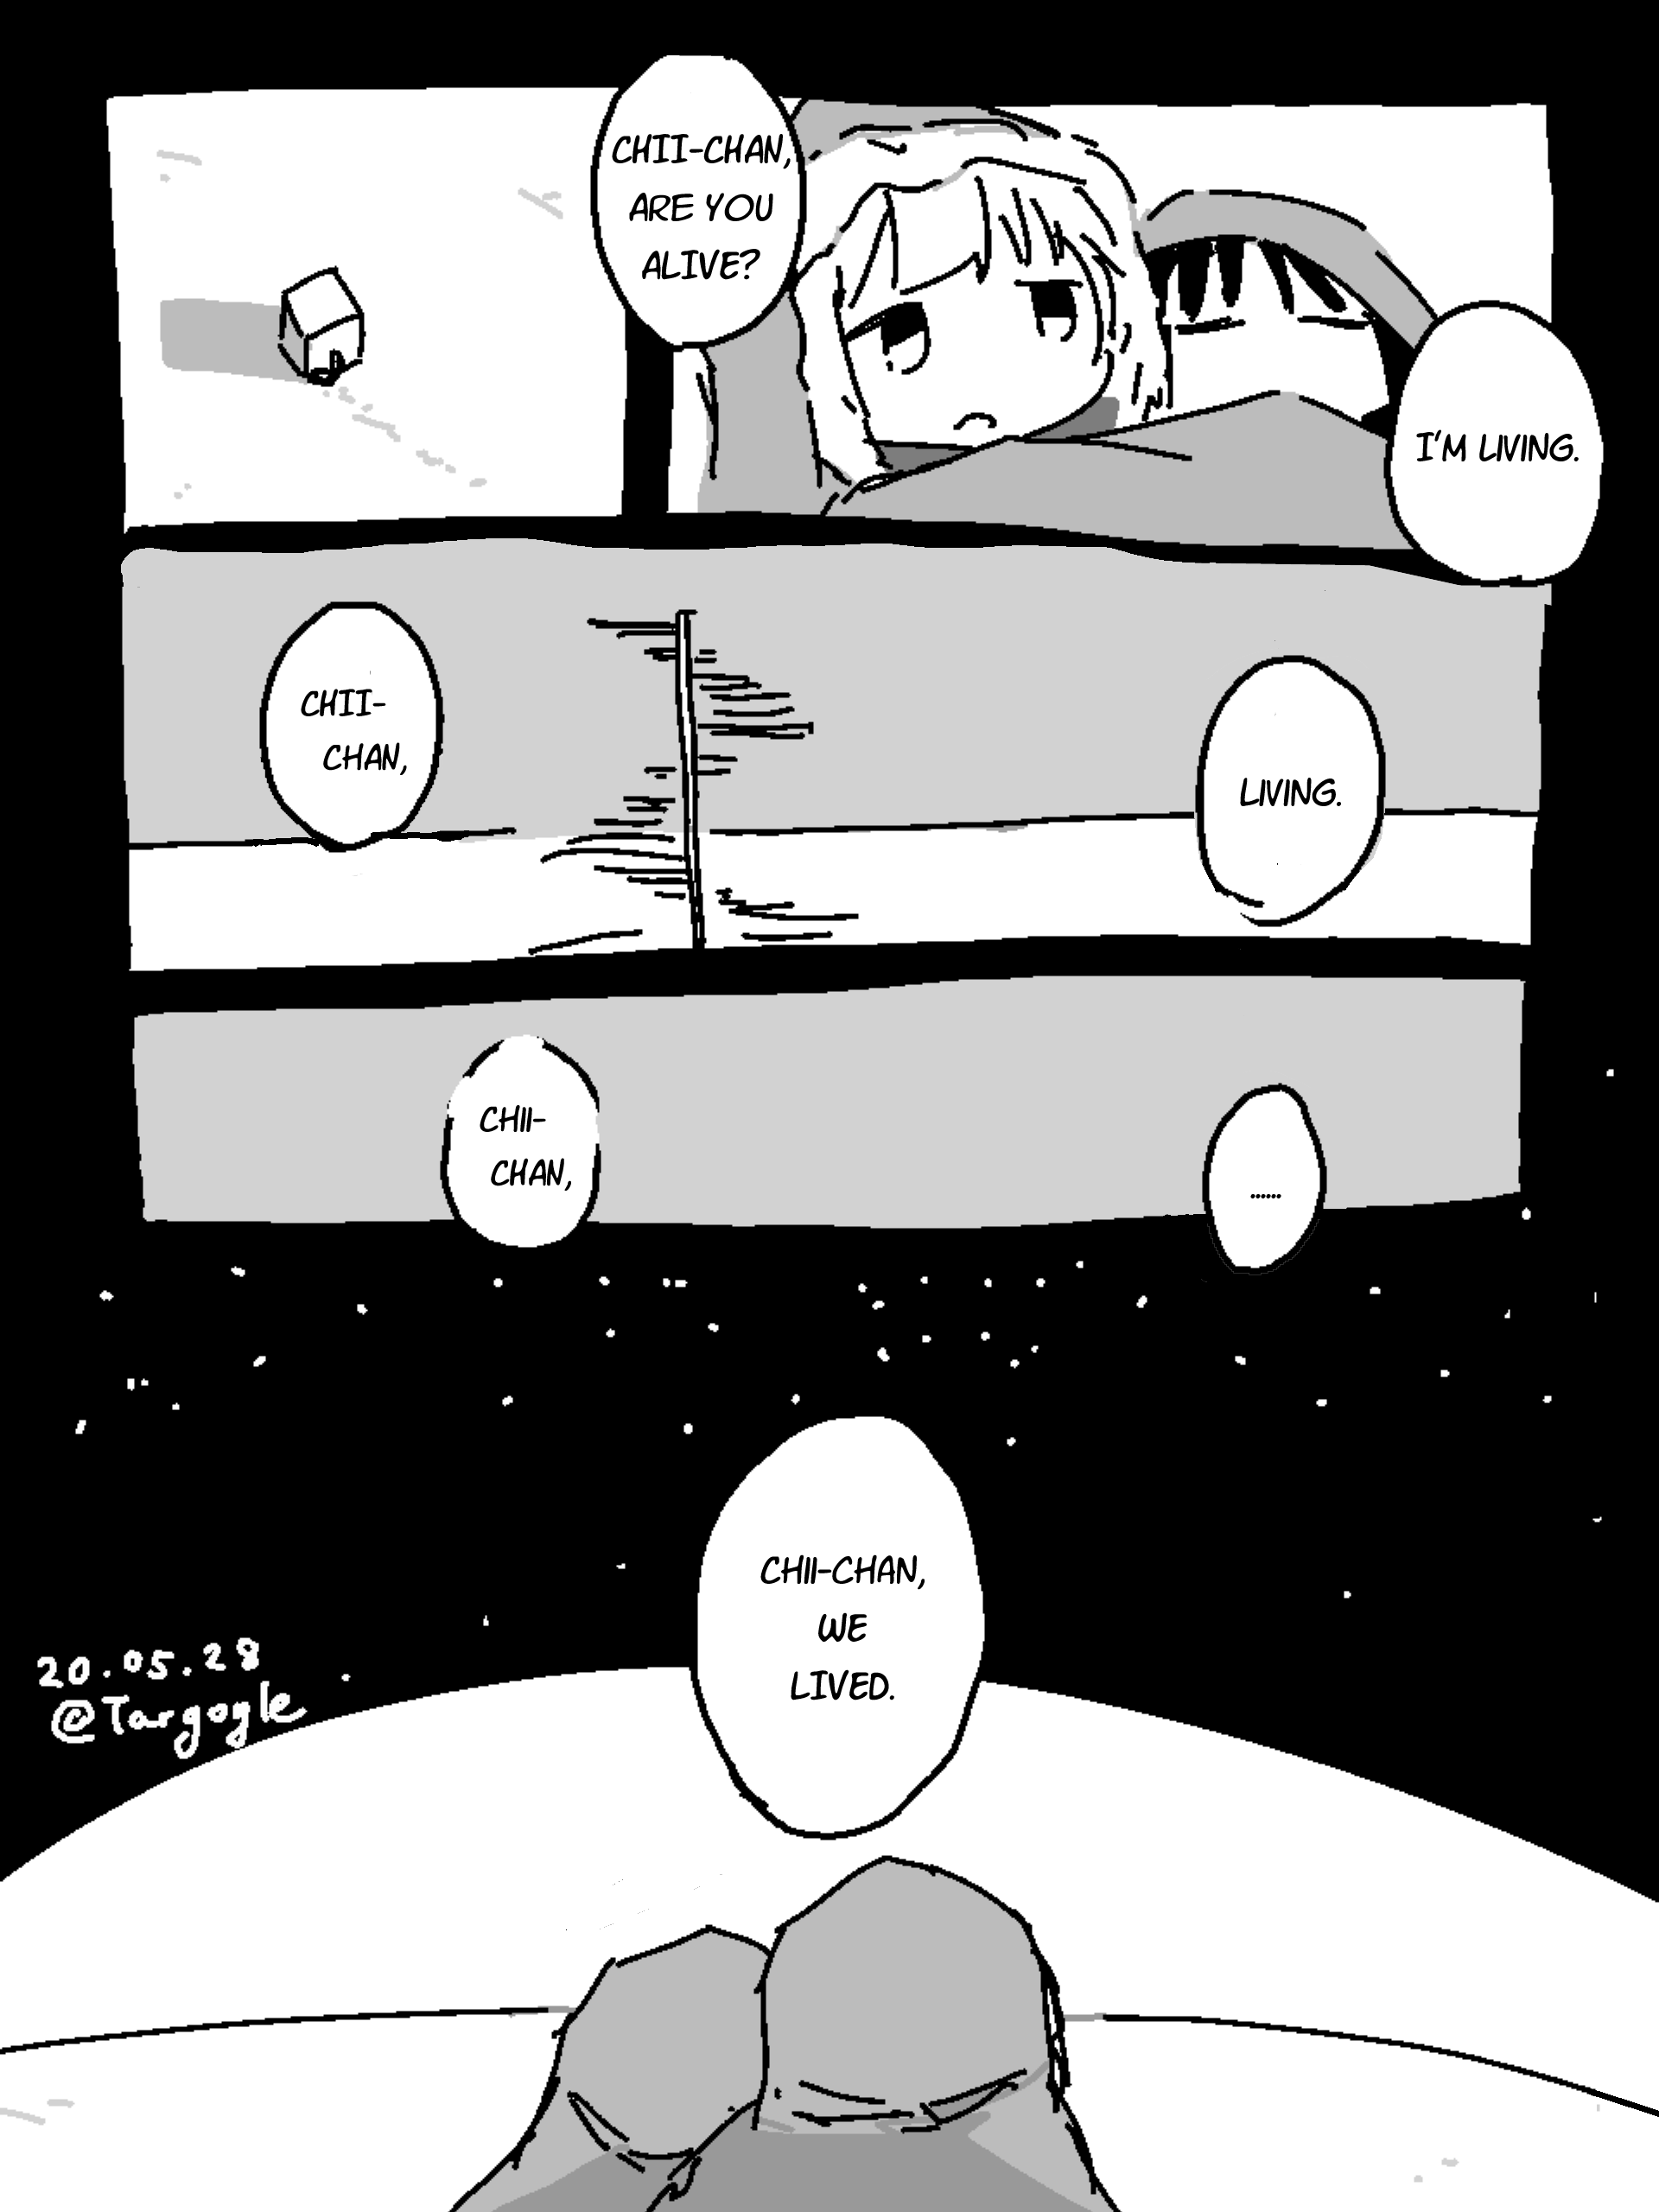 CHII-CHAN,
ARE YOU
ALIVE?
I'M LIVING.
CHII-
CHAN,
LIVING.
CHII-
CHAN,
......
CHII-CHAN,
WE
LIVED.
20.05.28
@Targogle